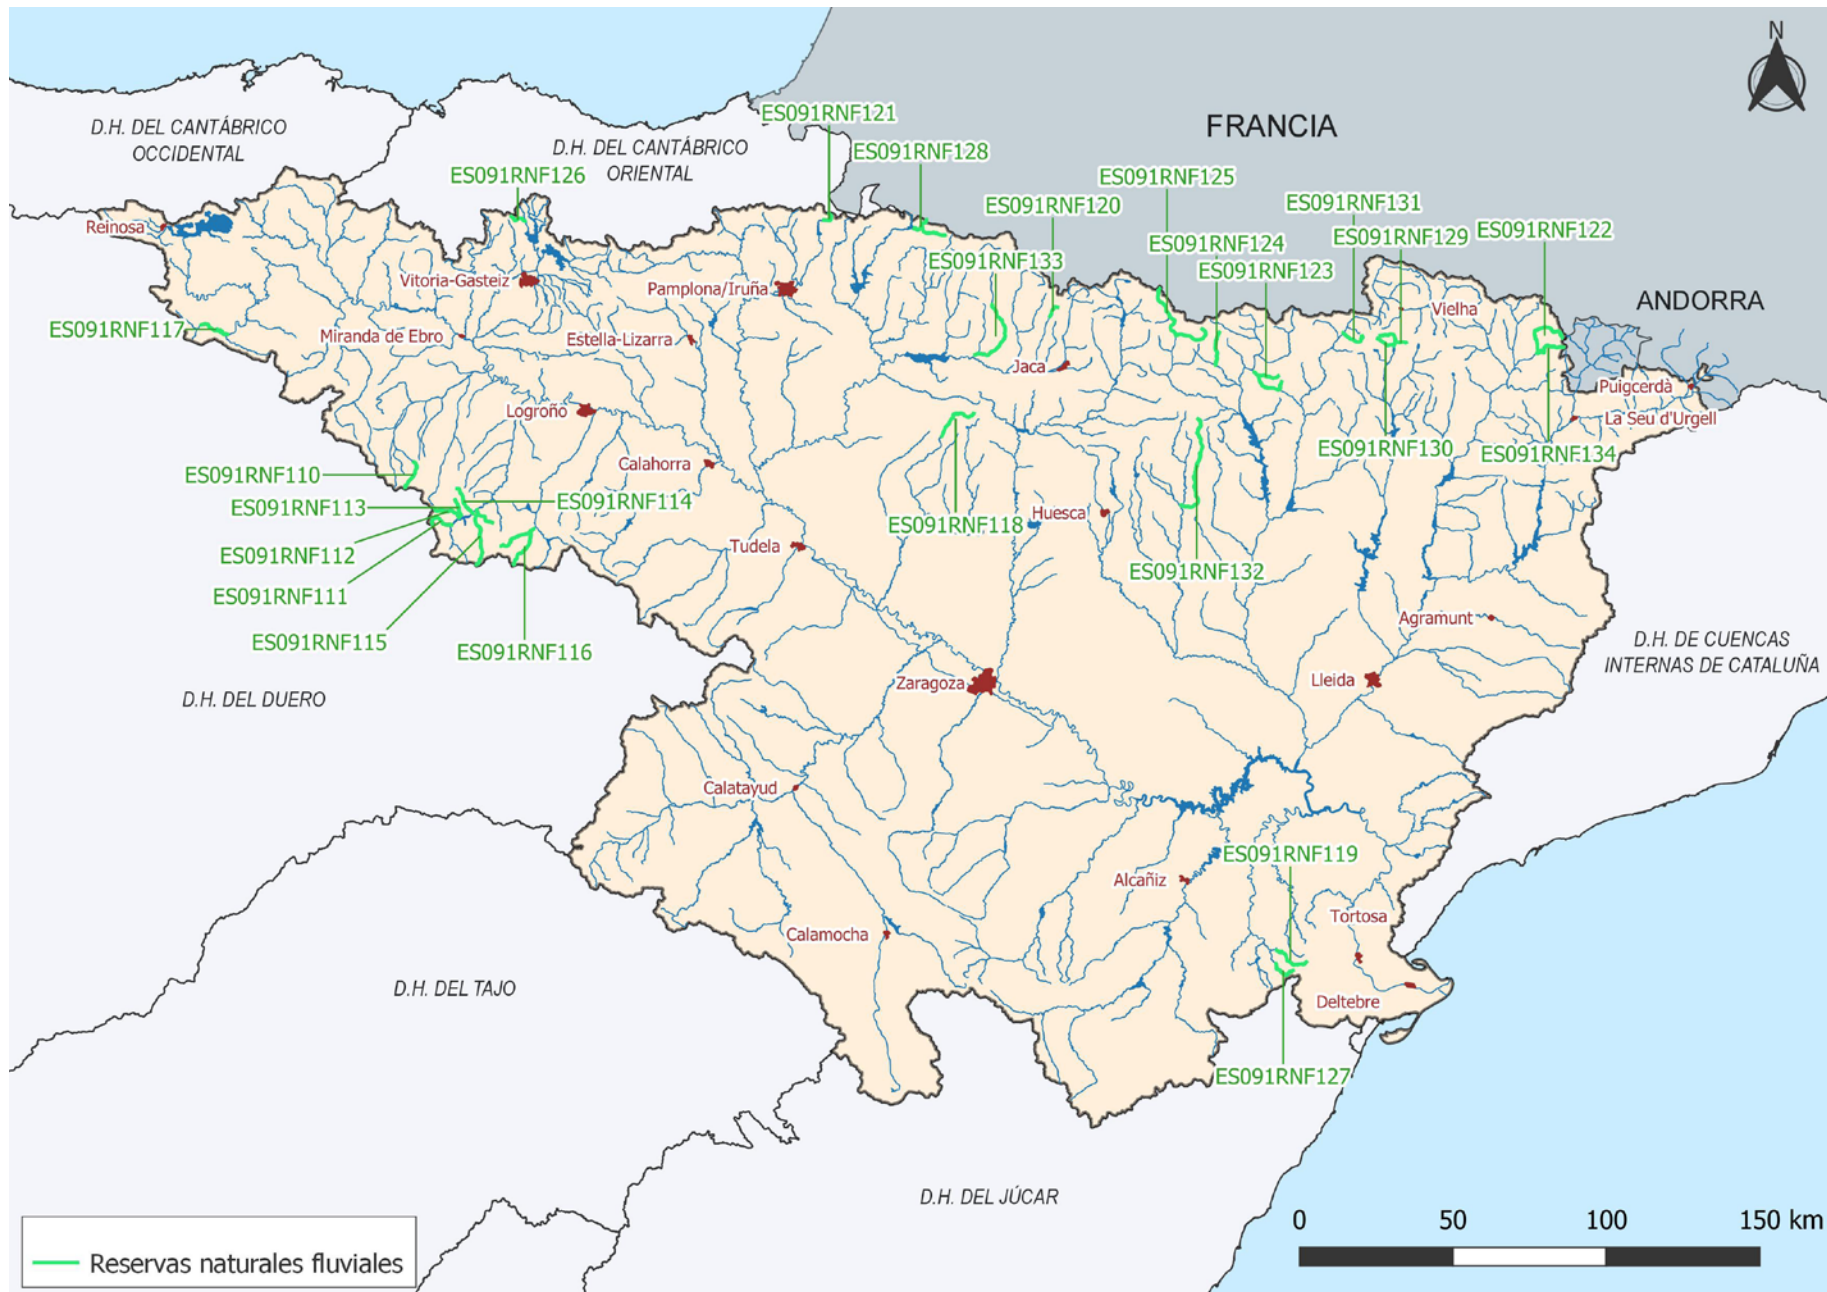 N
ES091RNF121
D.H. DEL CANTÁBRICO
OCCIDENTAL
FRANCIA
D.H. DEL CANTÁBRICO
ORIENTAL
ES091RNF128
ES091RNF126
ES091RNF125
ES091RNF120
ES091RNF131
Reinosa
ES091RNF124
ES091RNF129
ES091RNF122
ES091RNF133
ES091RNF123
Vitoria-Gasteiz
Pamplona/Iruña
ANDORRA
Vielha
ES091RNF117
Miranda de Ebro
Estella-Lizarra
Jaca
Puigcerdà
Logroño
La Seu d'Urgell
ES091RNF130
ES091RNF134
Calahorra
ES091RNF110
ES091RNF114
ES091RNF113
Huesca
ES091RNF118
Tudela
ES091RNF112
ES091RNF132
ES091RNF111
Agramunt
ES091RNF115
ES091RNF116
D.H. DE CUENCAS
INTERNAS DE CATALUÑA
Zaragoza
Lleida
D.H. DEL DUERO
Calatayud
ES091RNF119
Alcañiz
Tortosa
Calamocha
D.H. DEL TAJO
Deltebre
ES091RNF127
D.H. DEL JÚCAR
0 50 100 150 km
Reservas naturales fluviales